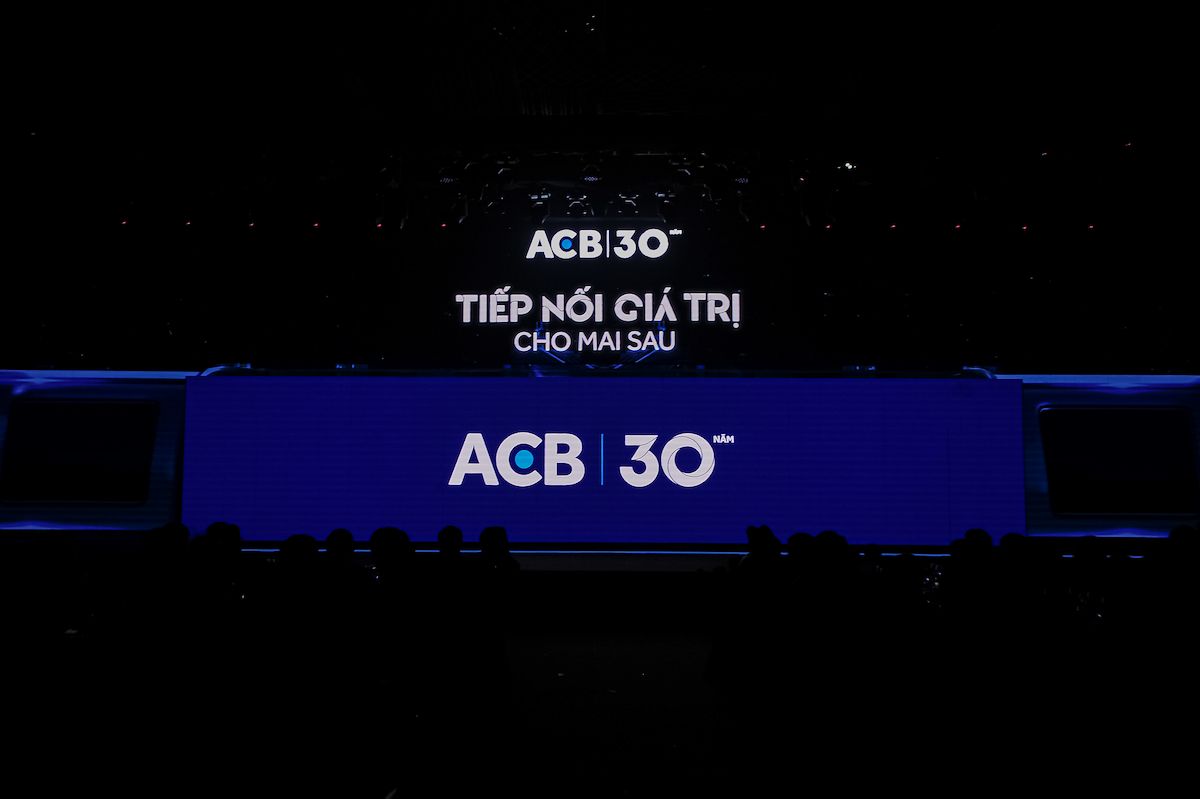 ACB | 30 NĂM
TIẾP NỐI GIÁ TRỊ
CHO MAI SAU
ACB | 30 NĂM